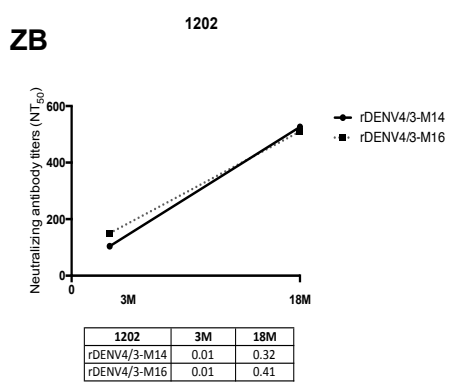 1202
ZB
Neutralizing antibody titers (NT50)
600
400
200
0
0
3M
18M
rDENV4/3-M14
rDENV4/3-M16
1202 3M 18M
rDENV4/3-M14 0.01 0.32
rDENV4/3-M16 0.01 0.41